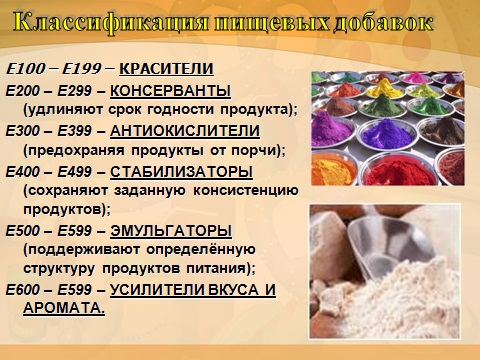 Классификация пищевых добавок
Е100 – Е199 – КРАСИТЕЛИ
Е200 – Е299 – КОНСЕРВАНТЫ
(удлиняют срок годности продукта);
Е300 – Е399 – АНТИОКИСЛИТЕЛИ
(предохраняя продукты от порчи);
Е400 – Е499 – СТАБИЛИЗАТОРЫ
(сохраняют заданную консистенцию
продуктов);
Е500 – Е599 – ЭМУЛЬГАТОРЫ
(поддерживают определённую
структуру продуктов питания);
Е600 – Е599 – УСИЛИТЕЛИ ВКУСА И
АРОМАТА.